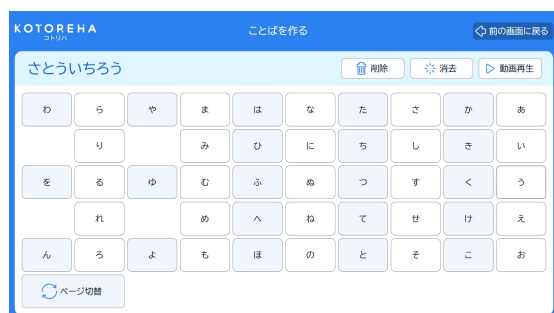 KOTOREHA
コトリハ
ことばを作る
前の画面に戻る
さとういちろう
削除 消去 動画再生
わ ら や ま は な た さ か あ
り み ひ に ち し き い
を る ゆ む ふ ぬ つ す く う
れ め へ ね て せ け え
ん ろ よ も ほ の と そ こ お
ページ切替